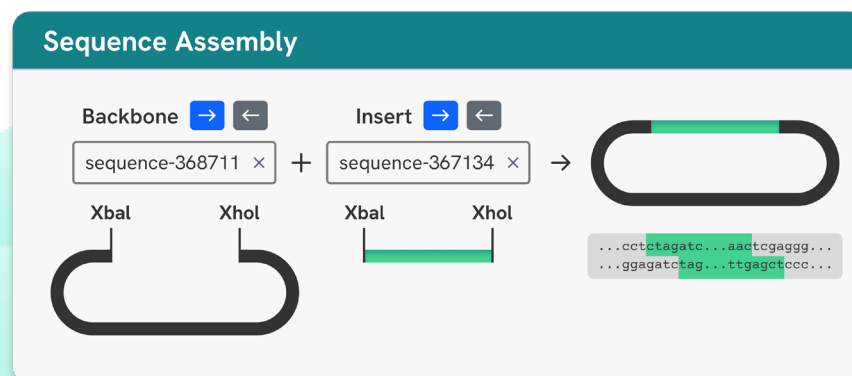 Sequence Assembly
Backbone → ← Insert → ←
sequence-368711 × + sequence-367134 × →
XbaI XhoI XbaI XhoI
...cctctagatc...aactcgaggg...
...ggagatctag...ttgagctccc...